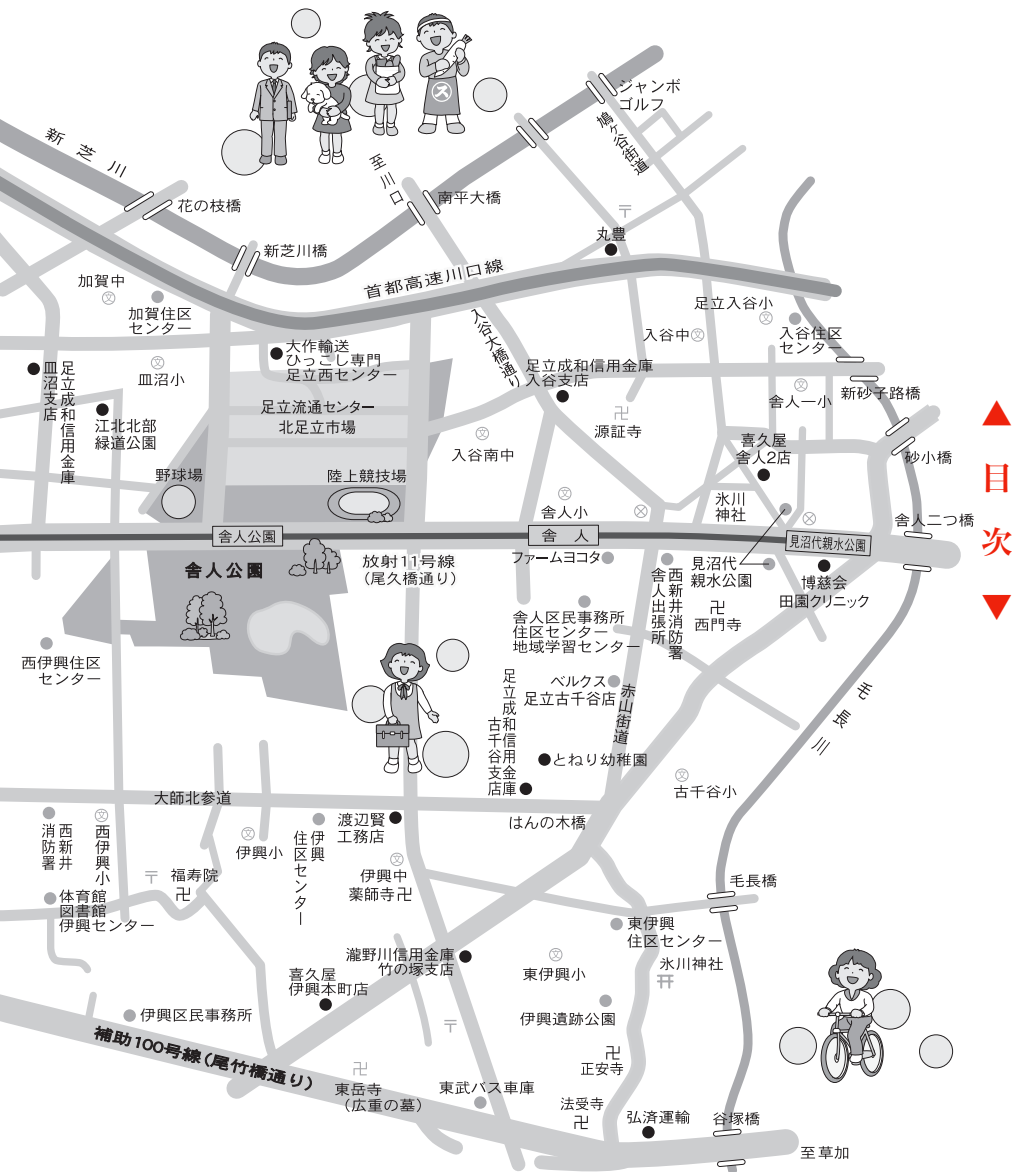 ス
ジャンボ
ゴルフ
鳩ヶ谷街道
新芝川
至川口
花の枝橋
南平大橋
新芝川橋
〒
丸豊
首都高速川口線
加賀中
文
加賀住区
センター
足立入谷小
文
入谷中文
入谷住区
センター
入谷大橋通り
大作輸送
ひっこし専門
足立西センター
足立成和信用金庫
皿沼支店
文
皿沼小
足立成和信用金庫
入谷支店
文
舎人一小
新砂子路橋
足立流通センター
北足立市場
江北北部
緑道公園
卍
源証寺
文
入谷南中
喜久屋
舎人2店
砂小橋
野球場
陸上競技場
文
舎人小
氷川
神社
舎人二つ橋
舎人公園
舎人
見沼代親水公園
舎人公園
放射11号線
(尾久橋通り)
ファームヨコタ
西新井消防署
舎人出張所
見沼代
親水公園
博慈会
田園クリニック
卍
西門寺
舎人区民事務所
住区センター
地域学習センター
西伊興住区
センター
ベルクス
足立古千谷店
赤山街道
毛長川
足立成和信用金庫
古千谷支店
とねり幼稚園
文
古千谷小
大師北参道
はんの木橋
西新井
消防署
文
西伊興小
文
伊興小
伊興
住区センター
渡辺賢
工務店
文
伊興中
薬師寺卍
〒
福寿院
卍
毛長橋
体育館
図書館
伊興センター
東伊興
住区センター
瀧野川信用金庫
竹の塚支店
文
東伊興小
氷川神社
喜久屋
伊興本町店
伊興区民事務所
〒
伊興遺跡公園
補助100号線(尾竹橋通り)
卍
正安寺
卍
東岳寺
(広重の墓)
東武バス車庫
法受寺
卍
弘済運輸
谷塚橋
至草加
▲
目
次
▼